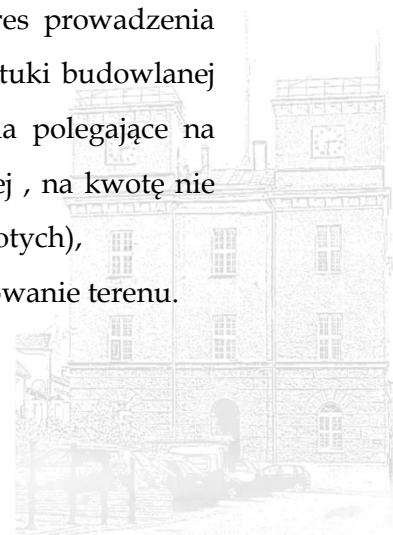 res prowadzenia
tuki budowlanej
a polegające na
ej , na kwotę nie
otych),
owanie terenu.